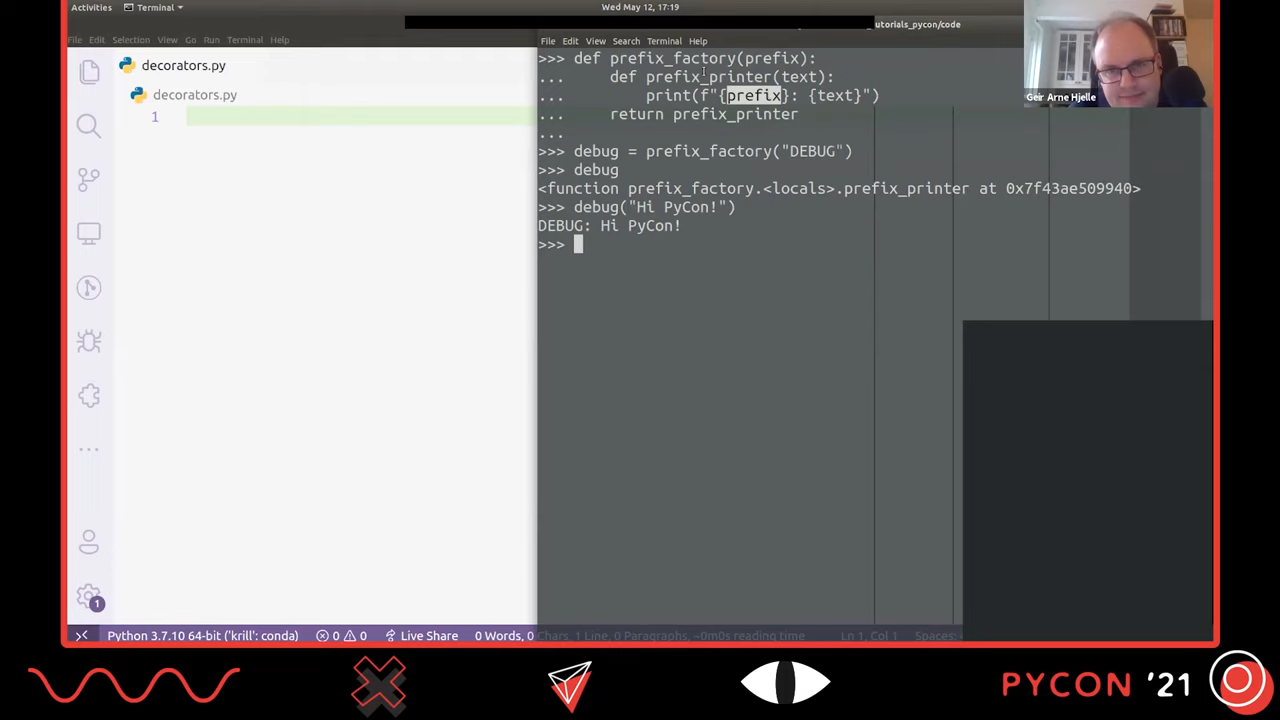 Activities Terminal Wed May 12, 17:19
utorials_pycon/code
File Edit Selection View Go Run Terminal Help
File Edit View Search Terminal Help
decorators.py
decorators.py
1
>>> def prefix_factory(prefix):
... def prefix_printer(text):
... print(f"{prefix}: {text}")
... return prefix_printer
...
>>> debug = prefix_factory("DEBUG")
>>> debug
<function prefix_factory.<locals>.prefix_printer at 0x7f43ae509940>
>>> debug("Hi PyCon!")
DEBUG: Hi PyCon!
>>>
Geir Arne Hjelle
1
Python 3.7.10 64-bit ('krill': conda) 0 0 Live Share 0 Words, 0 Chars, 1 Line, 0 Paragraphs, ~0m0s reading time Ln 1, Col 1 Spaces:
PYCON '21